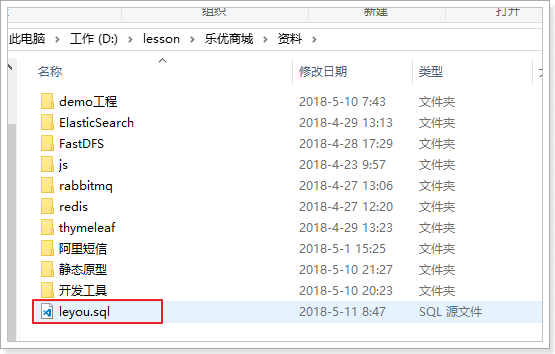 组织 新建 打开
此电脑 › 工作 (D:) › lesson › 乐优商城 › 资料 ›
名称 修改日期 类型
demo工程 2018-5-10 7:43 文件夹
ElasticSearch 2018-4-29 13:13 文件夹
FastDFS 2018-4-28 17:29 文件夹
js 2018-4-23 9:57 文件夹
rabbitmq 2018-4-27 13:06 文件夹
redis 2018-4-27 12:20 文件夹
thymeleaf 2018-4-29 13:23 文件夹
阿里短信 2018-5-1 15:25 文件夹
静态原型 2018-5-10 21:27 文件夹
开发工具 2018-5-10 20:23 文件夹
leyou.sql 2018-5-11 8:47 SQL 源文件